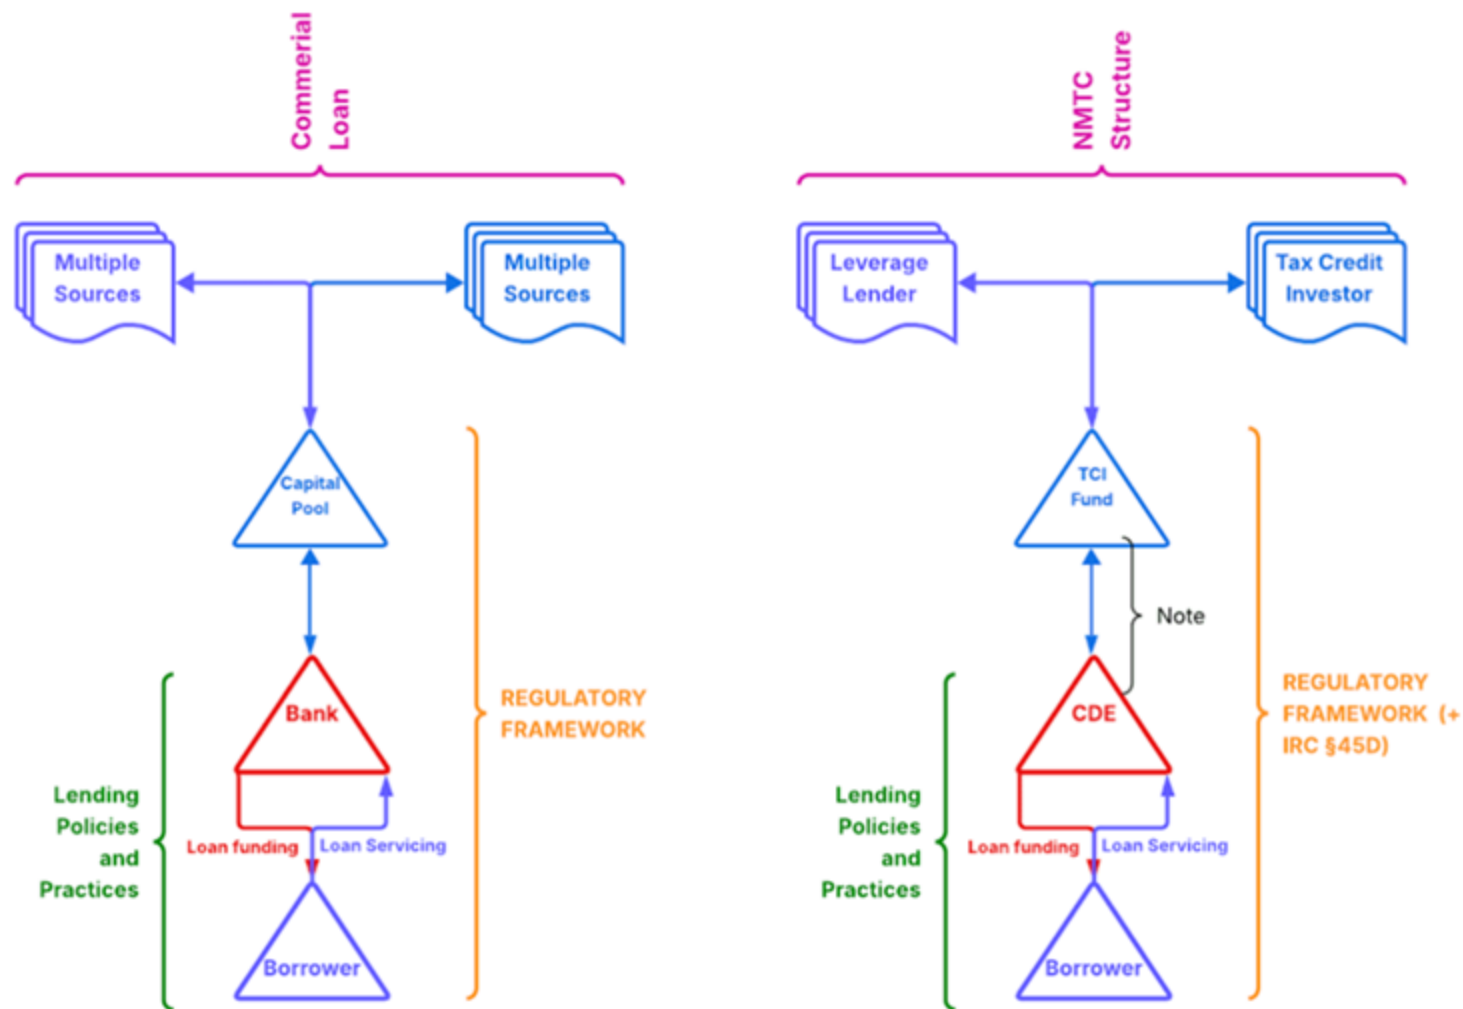 Commerial
Loan
Multiple
Sources
Multiple
Sources
Capital
Pool
Bank
REGULATORY
FRAMEWORK
Lending
Policies
and
Practices
Loan funding
Loan Servicing
Borrower
NMTC
Structure
Leverage
Lender
Tax Credit
Investor
TCI
Fund
Note
CDE
REGULATORY
FRAMEWORK (+
IRC §45D)
Lending
Policies
and
Practices
Loan funding
Loan Servicing
Borrower